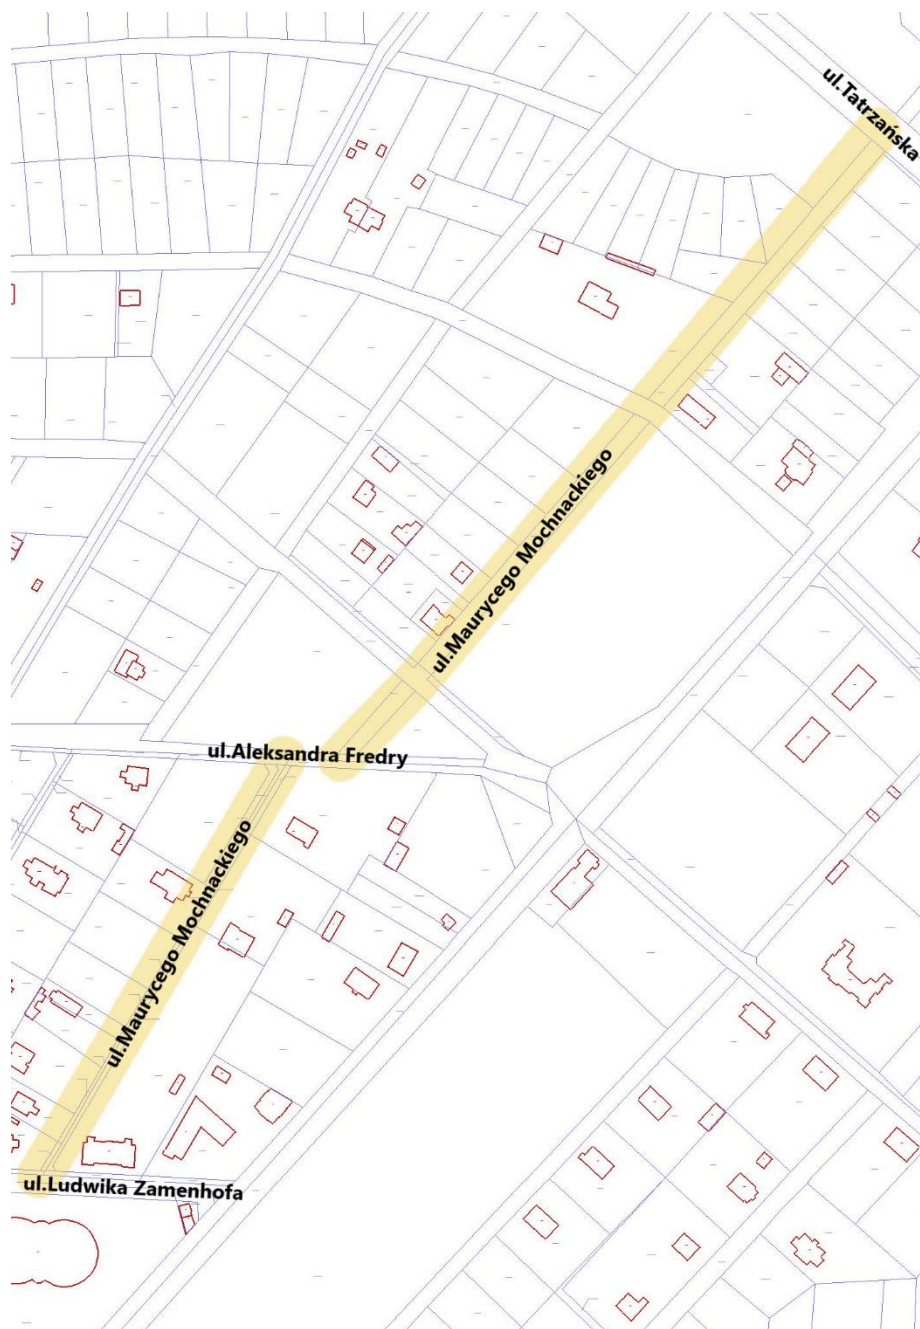 ul.Tatrzańska
ul.Maurycego Mochnackiego
ul.Aleksandra Fredry
ul.Maurycego Mochnackiego
ul.Ludwika Zamenhofa